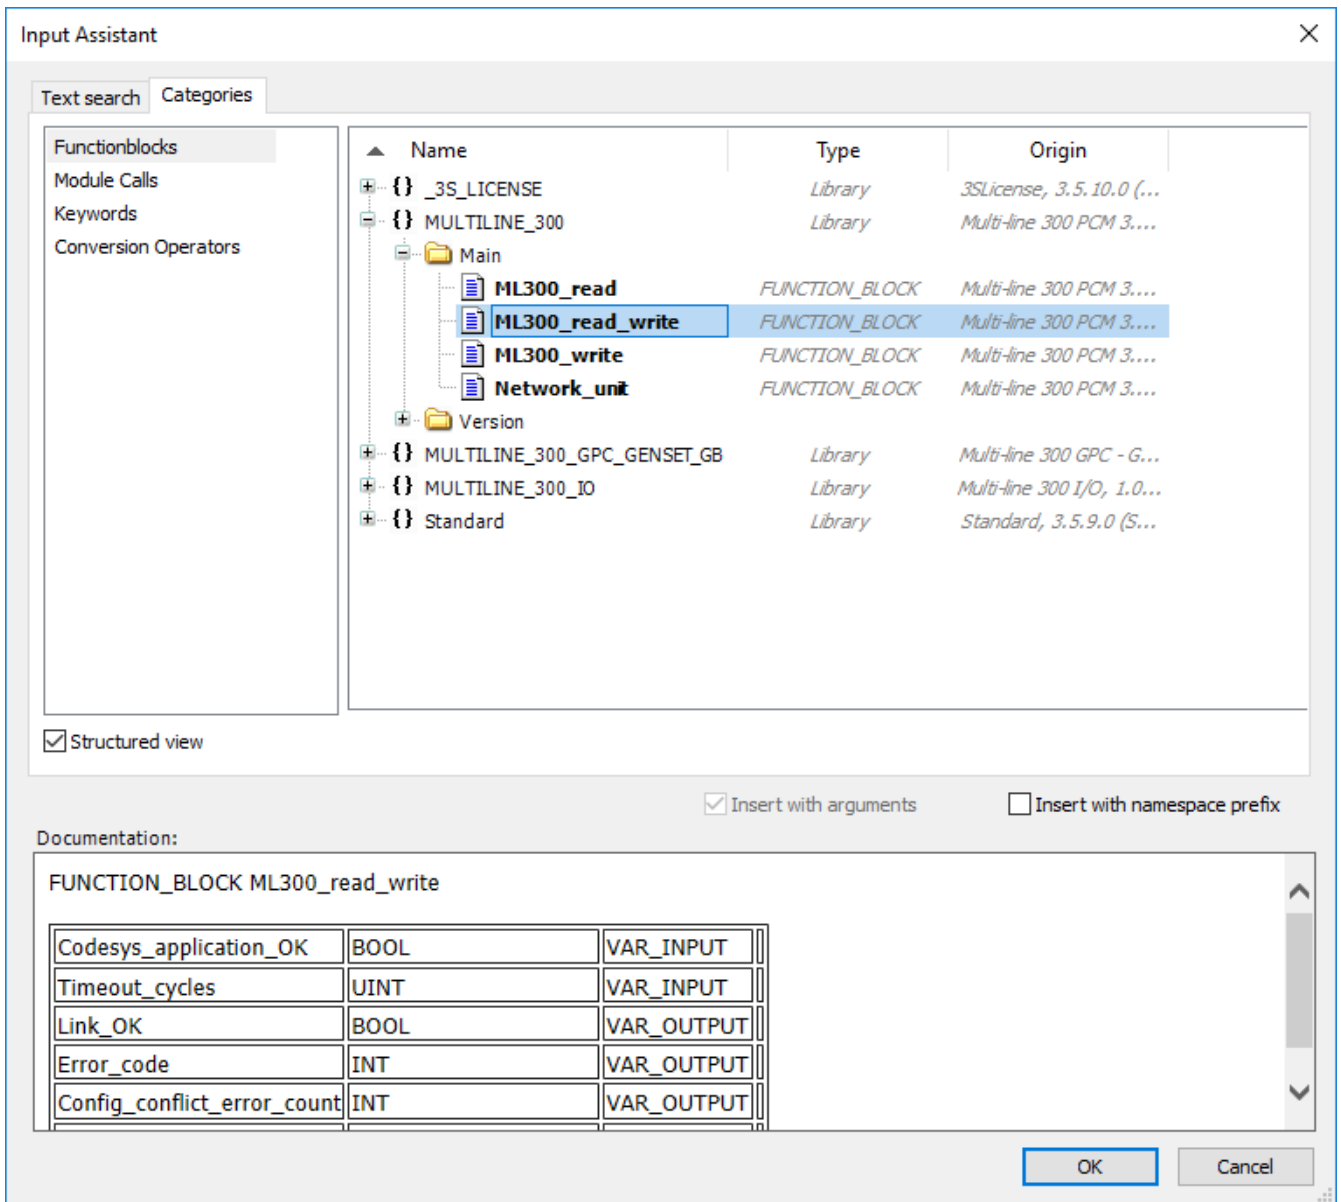 Input Assistant
Text search Categories
Functionblocks
Module Calls
Keywords
Conversion Operators
Name Type Origin
{} _3S_LICENSE Library 3SLicense, 3.5.10.0 (...
{} MULTILINE_300 Library Multi-line 300 PCM 3....
Main
ML300_read FUNCTION_BLOCK Multi-line 300 PCM 3....
ML300_read_write FUNCTION_BLOCK Multi-line 300 PCM 3....
ML300_write FUNCTION_BLOCK Multi-line 300 PCM 3....
Network_unit FUNCTION_BLOCK Multi-line 300 PCM 3....
Version
{} MULTILINE_300_GPC_GENSET_GB Library Multi-line 300 GPC - G...
{} MULTILINE_300_IO Library Multi-line 300 I/O, 1.0...
{} Standard Library Standard, 3.5.9.0 (S...
Structured view
Insert with arguments Insert with namespace prefix
Documentation:
FUNCTION_BLOCK ML300_read_write
Codesys_application_OK BOOL VAR_INPUT
Timeout_cycles UINT VAR_INPUT
Link_OK BOOL VAR_OUTPUT
Error_code INT VAR_OUTPUT
Config_conflict_error_count INT VAR_OUTPUT
OK Cancel